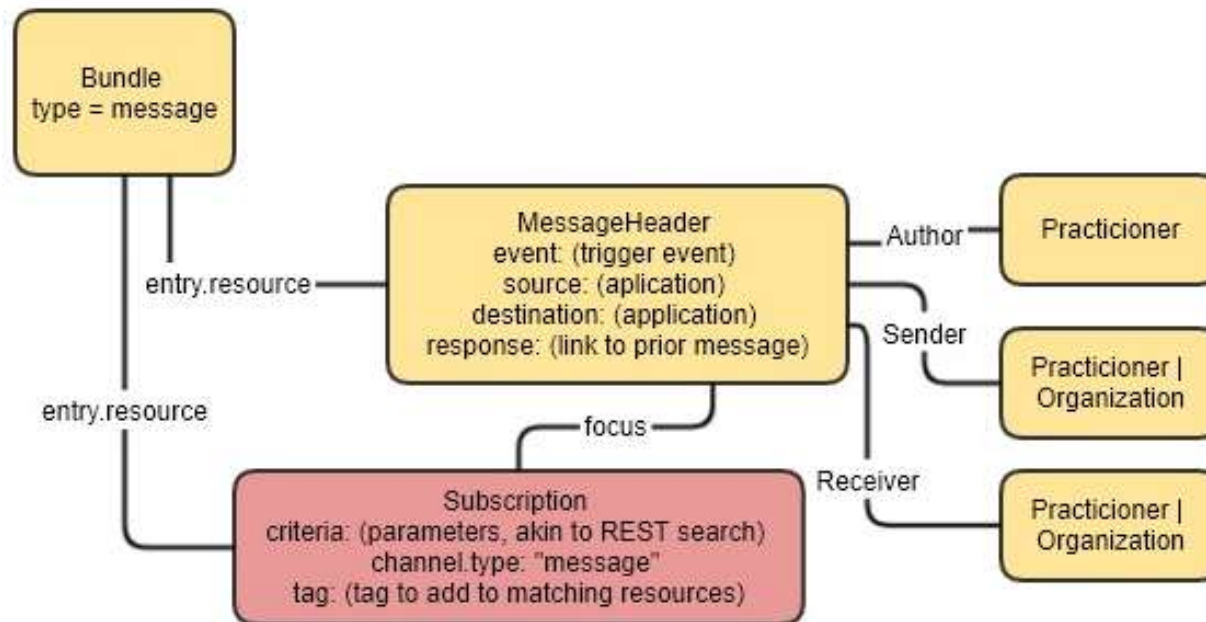 Bundle
type = message
MessageHeader
event: (trigger event)
source: (aplication)
destination: (application)
response: (link to prior message)
Author
Practicioner
entry.resource
Sender
Practicioner |
Organization
entry.resource
focus
Receiver
Practicioner |
Organization
Subscription
criteria: (parameters, akin to REST search)
channel.type: "message"
tag: (tag to add to matching resources)